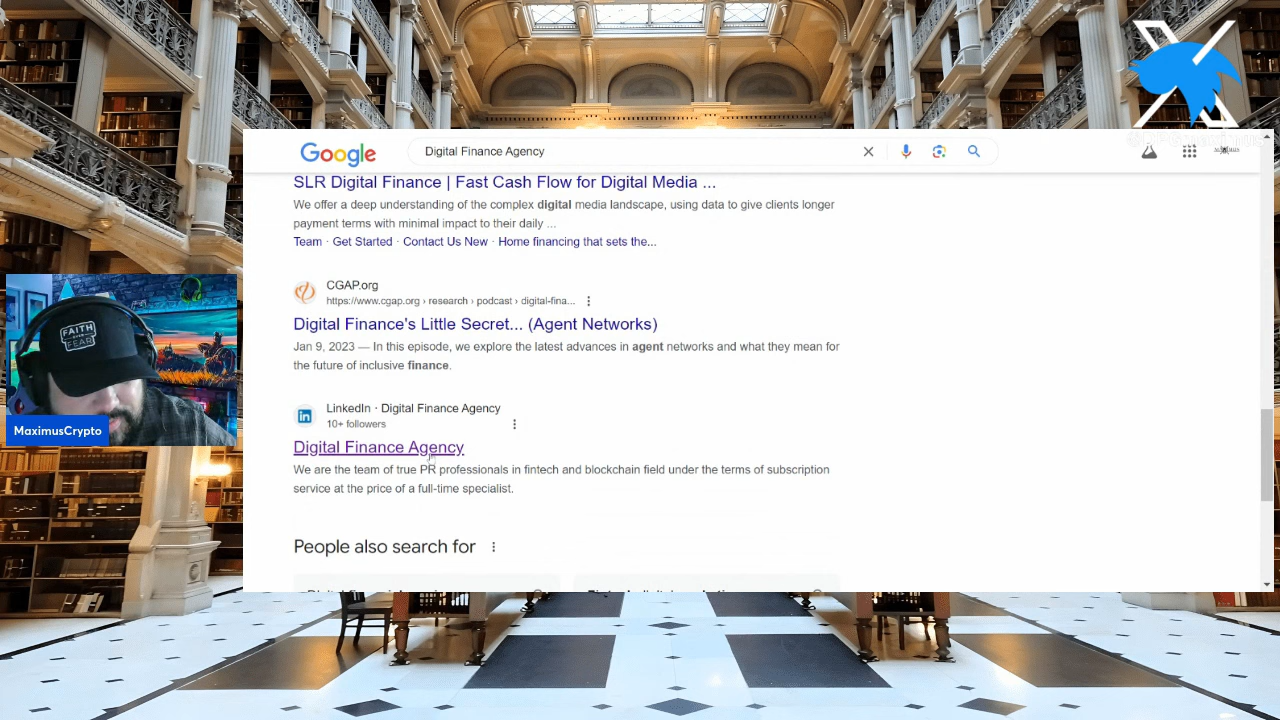 Google
Digital Finance Agency
SLR Digital Finance | Fast Cash Flow for Digital Media ...
We offer a deep understanding of the complex digital media landscape, using data to give clients longer
payment terms with minimal impact to their daily ...
Team · Get Started · Contact Us New · Home financing that sets the...
CGAP.org
https://www.cgap.org › research › podcast › digital-fina...
Digital Finance's Little Secret... (Agent Networks)
Jan 9, 2023 — In this episode, we explore the latest advances in agent networks and what they mean for
the future of inclusive finance.
LinkedIn · Digital Finance Agency
10+ followers
Digital Finance Agency
We are the team of true PR professionals in fintech and blockchain field under the terms of subscription
service at the price of a full-time specialist.
People also search for
FAITH
OVER
FEAR
MaximusCrypto